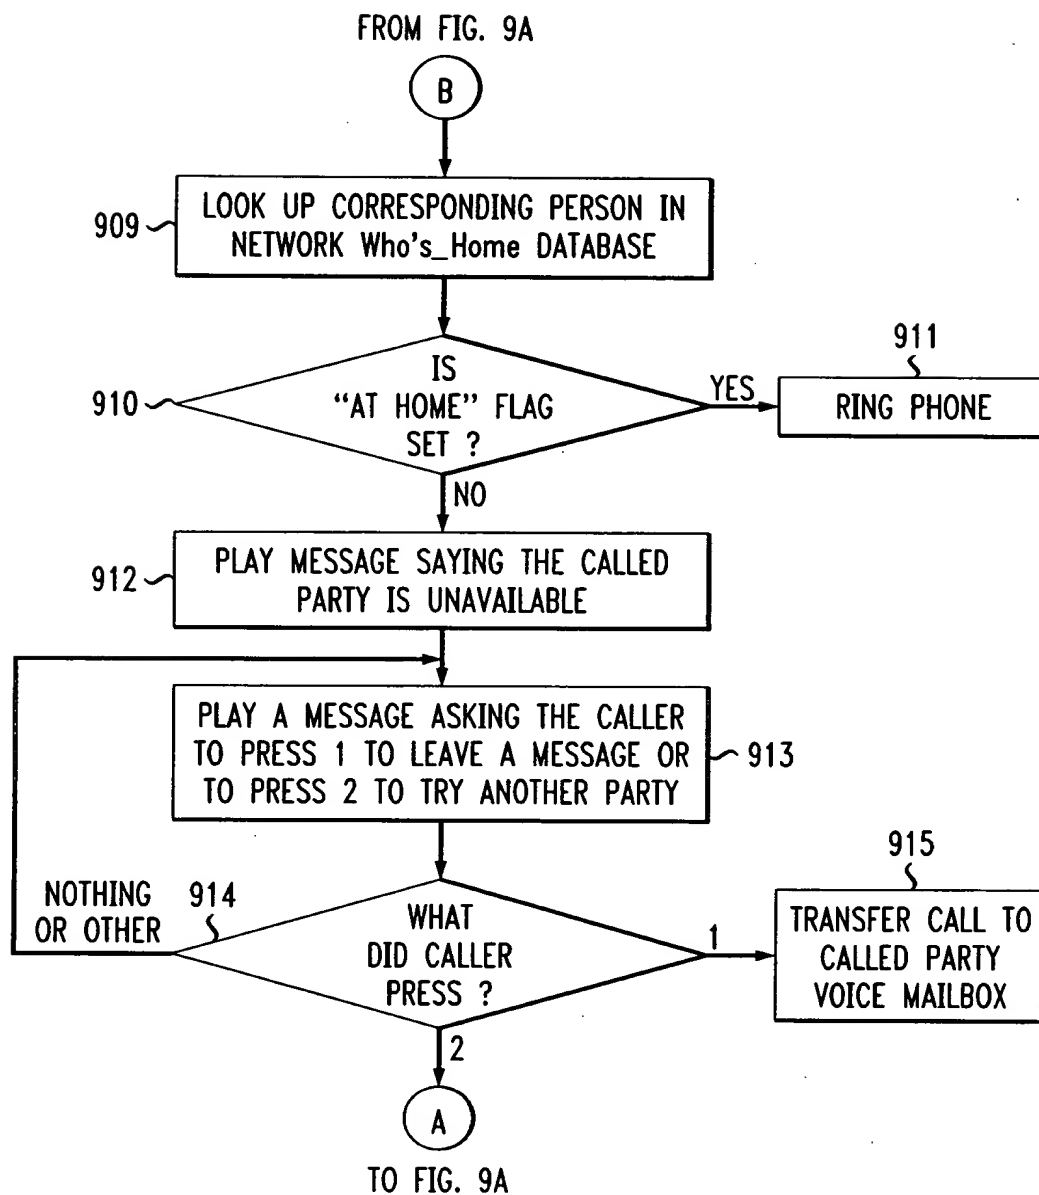 FROM FIG. 9A
B
909
LOOK UP CORRESPONDING PERSON IN
NETWORK Who's_Home DATABASE
910
IS
“AT HOME” FLAG
SET ?
YES
911
RING PHONE
NO
912
PLAY MESSAGE SAYING THE CALLED
PARTY IS UNAVAILABLE
PLAY A MESSAGE ASKING THE CALLER
TO PRESS 1 TO LEAVE A MESSAGE OR
TO PRESS 2 TO TRY ANOTHER PARTY
913
NOTHING
OR OTHER
914
WHAT
DID CALLER
PRESS ?
1
915
TRANSFER CALL TO
CALLED PARTY
VOICE MAILBOX
2
A
TO FIG. 9A